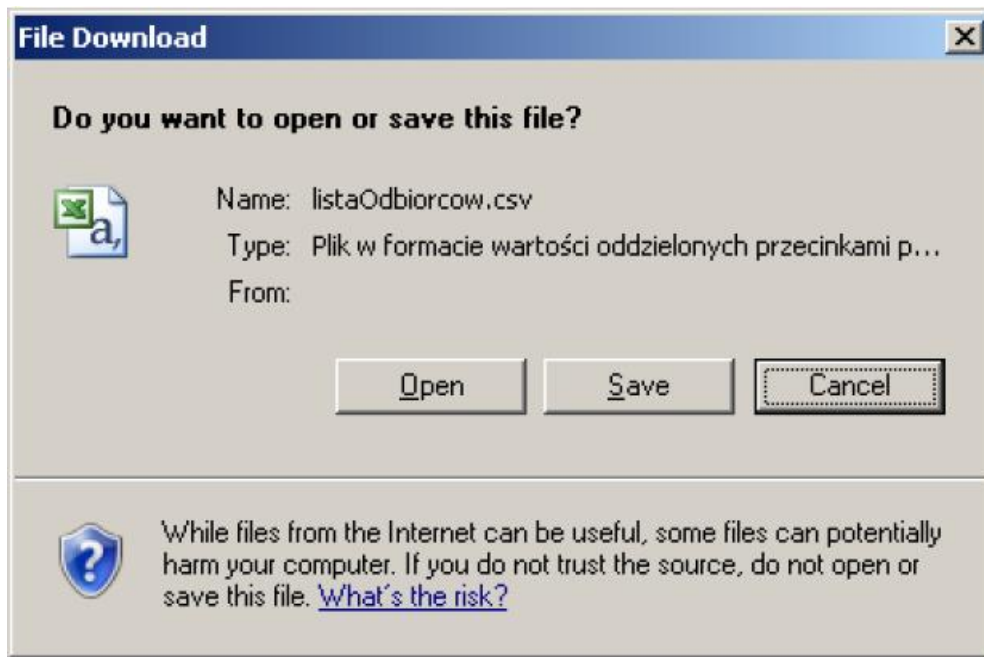 File Download
Do you want to open or save this file?
Name: listaOdbiorcow.csv
Type: Plik w formacie wartości oddzielonych przecinkami p...
From:
Open Save Cancel
While files from the Internet can be useful, some files can potentially
harm your computer. If you do not trust the source, do not open or
save this file. What's the risk?